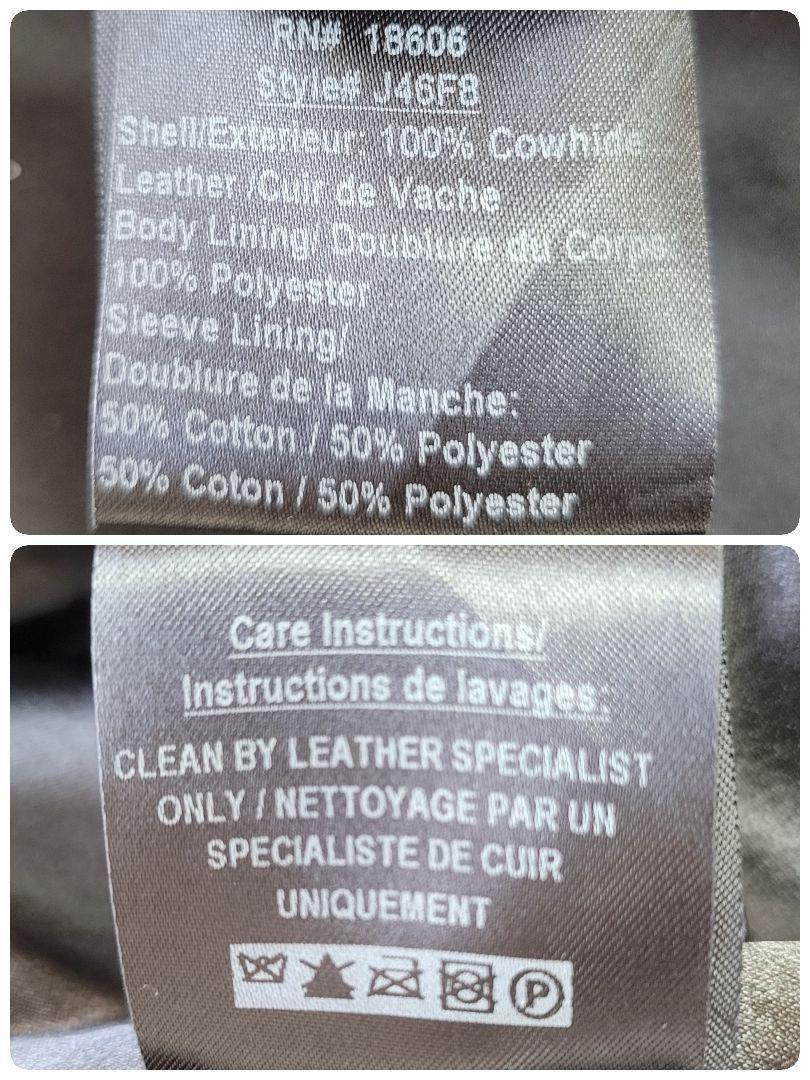 RN# 18606
Style# J46F8
Shell/Exterieur: 100% Cowhide
Leather /Cuir de Vache
Body Lining/ Doublure du Corps
100% Polyester
Sleeve Lining/
Doublure de la Manche:
50% Cotton / 50% Polyester
50% Coton / 50% Polyester
Care Instructions/
Instructions de lavages:
CLEAN BY LEATHER SPECIALIST
ONLY / NETTOYAGE PAR UN
SPECIALISTE DE CUIR
UNIQUEMENT
P